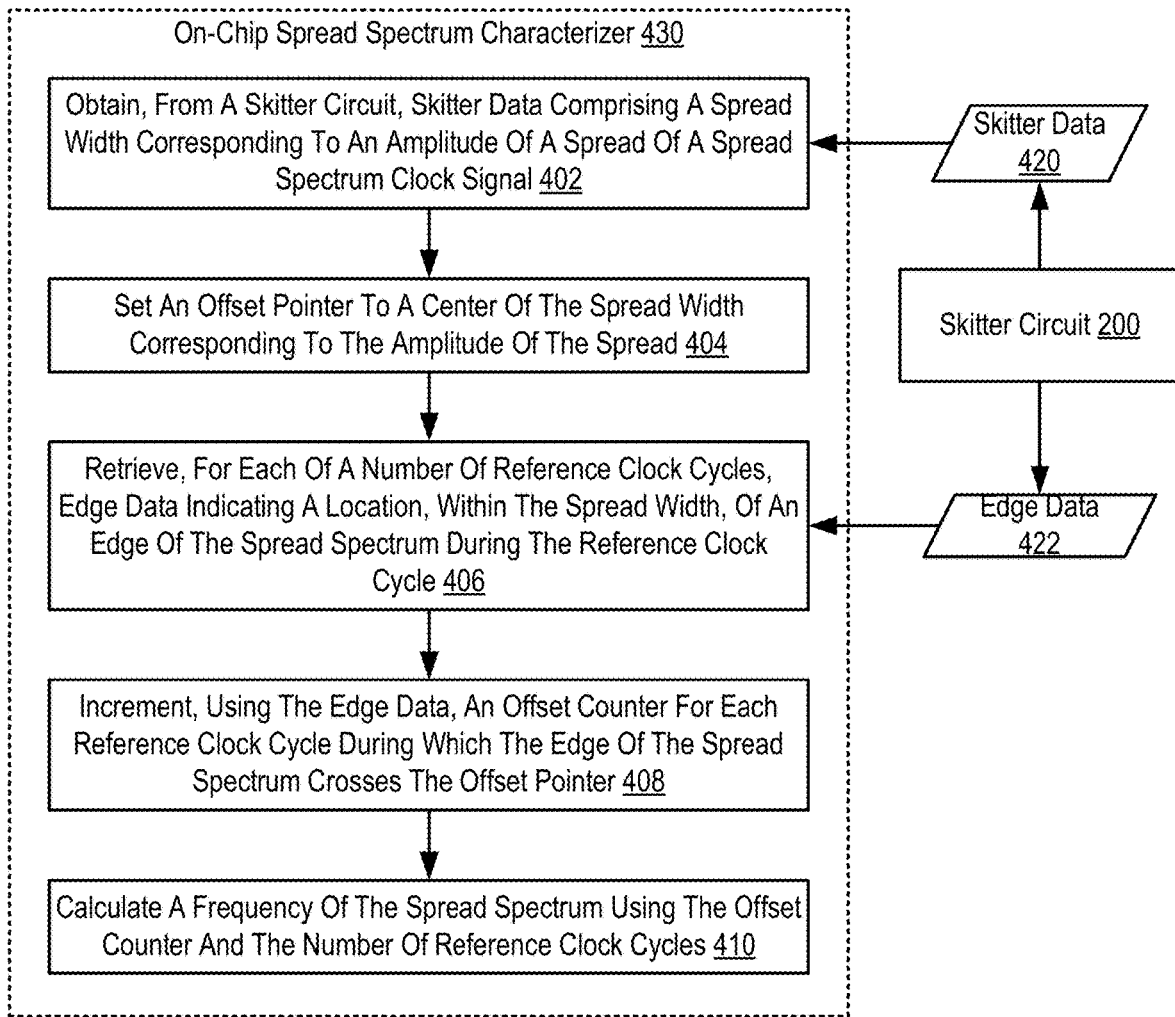 On-Chip Spread Spectrum Characterizer 430
Obtain, From A Skitter Circuit, Skitter Data Comprising A Spread
Width Corresponding To An Amplitude Of A Spread Of A Spread
Spectrum Clock Signal 402
Skitter Data
420
Set An Offset Pointer To A Center Of The Spread Width
Corresponding To The Amplitude Of The Spread 404
Skitter Circuit 200
Retrieve, For Each Of A Number Of Reference Clock Cycles,
Edge Data Indicating A Location, Within The Spread Width, Of An
Edge Of The Spread Spectrum During The Reference Clock
Cycle 406
Edge Data
422
Increment, Using The Edge Data, An Offset Counter For Each
Reference Clock Cycle During Which The Edge Of The Spread
Spectrum Crosses The Offset Pointer 408
Calculate A Frequency Of The Spread Spectrum Using The Offset
Counter And The Number Of Reference Clock Cycles 410